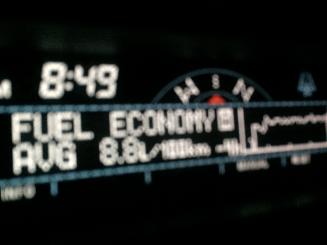 8:49
W S N
FUEL ECONOMY
AVG 8.8L/100km
INFO